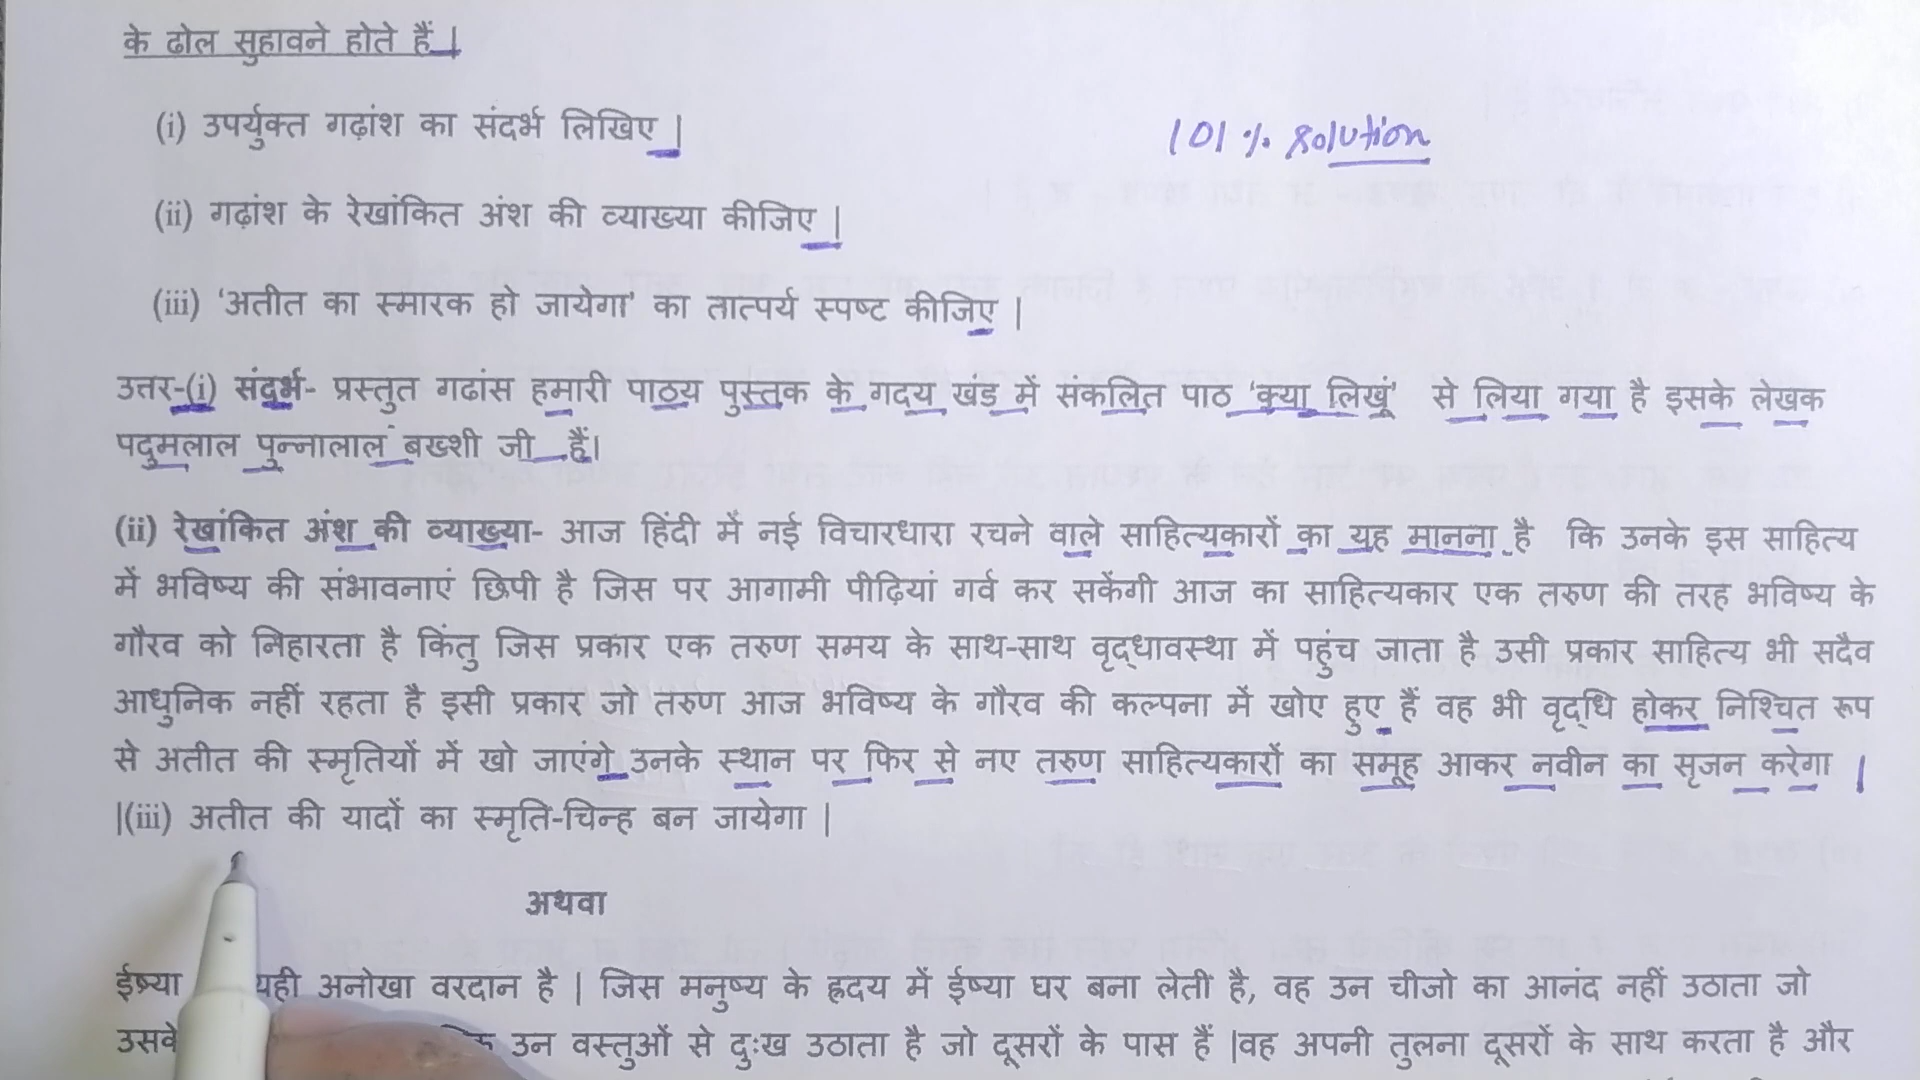 के ढोल सुहावने होते हैं |
(i) उपर्युक्त गढ़ांश का संदर्भ लिखिए |
101 % solution
(ii) गढ़ांश के रेखांकित अंश की व्याख्या कीजिए |
(iii) ‘अतीत का स्मारक हो जायेगा’ का तात्पर्य स्पष्ट कीजिए |
उत्तर-(i) संदर्भ- प्रस्तुत गढांस हमारी पाठ्य पुस्तक के गदय खंड में संकलित पाठ ‘क्या लिखूं’ से लिया गया है इसके लेखक
पदुमलाल पुन्नालाल बख्शी जी हैं।
(ii) रेखांकित अंश की व्याख्या- आज हिंदी में नई विचारधारा रचने वाले साहित्यकारों का यह मानना है कि उनके इस साहित्य
में भविष्य की संभावनाएं छिपी है जिस पर आगामी पीढ़ियां गर्व कर सकेंगी आज का साहित्यकार एक तरुण की तरह भविष्य के
गौरव को निहारता है किंतु जिस प्रकार एक तरुण समय के साथ-साथ वृद्धावस्था में पहुंच जाता है उसी प्रकार साहित्य भी सदैव
आधुनिक नहीं रहता है इसी प्रकार जो तरुण आज भविष्य के गौरव की कल्पना में खोए हुए हैं वह भी वृद्धि होकर निश्चित रूप
से अतीत की स्मृतियों में खो जाएंगे उनके स्थान पर फिर से नए तरुण साहित्यकारों का समूह आकर नवीन का सृजन करेगा |
|(iii) अतीत की यादों का स्मृति-चिन्ह बन जायेगा |
अथवा
ईष्या यही अनोखा वरदान है | जिस मनुष्य के ह्रदय में ईष्या घर बना लेती है, वह उन चीजो का आनंद नहीं उठाता जो
उसके उन वस्तुओं से दुःख उठाता है जो दूसरों के पास हैं |वह अपनी तुलना दूसरों के साथ करता है और